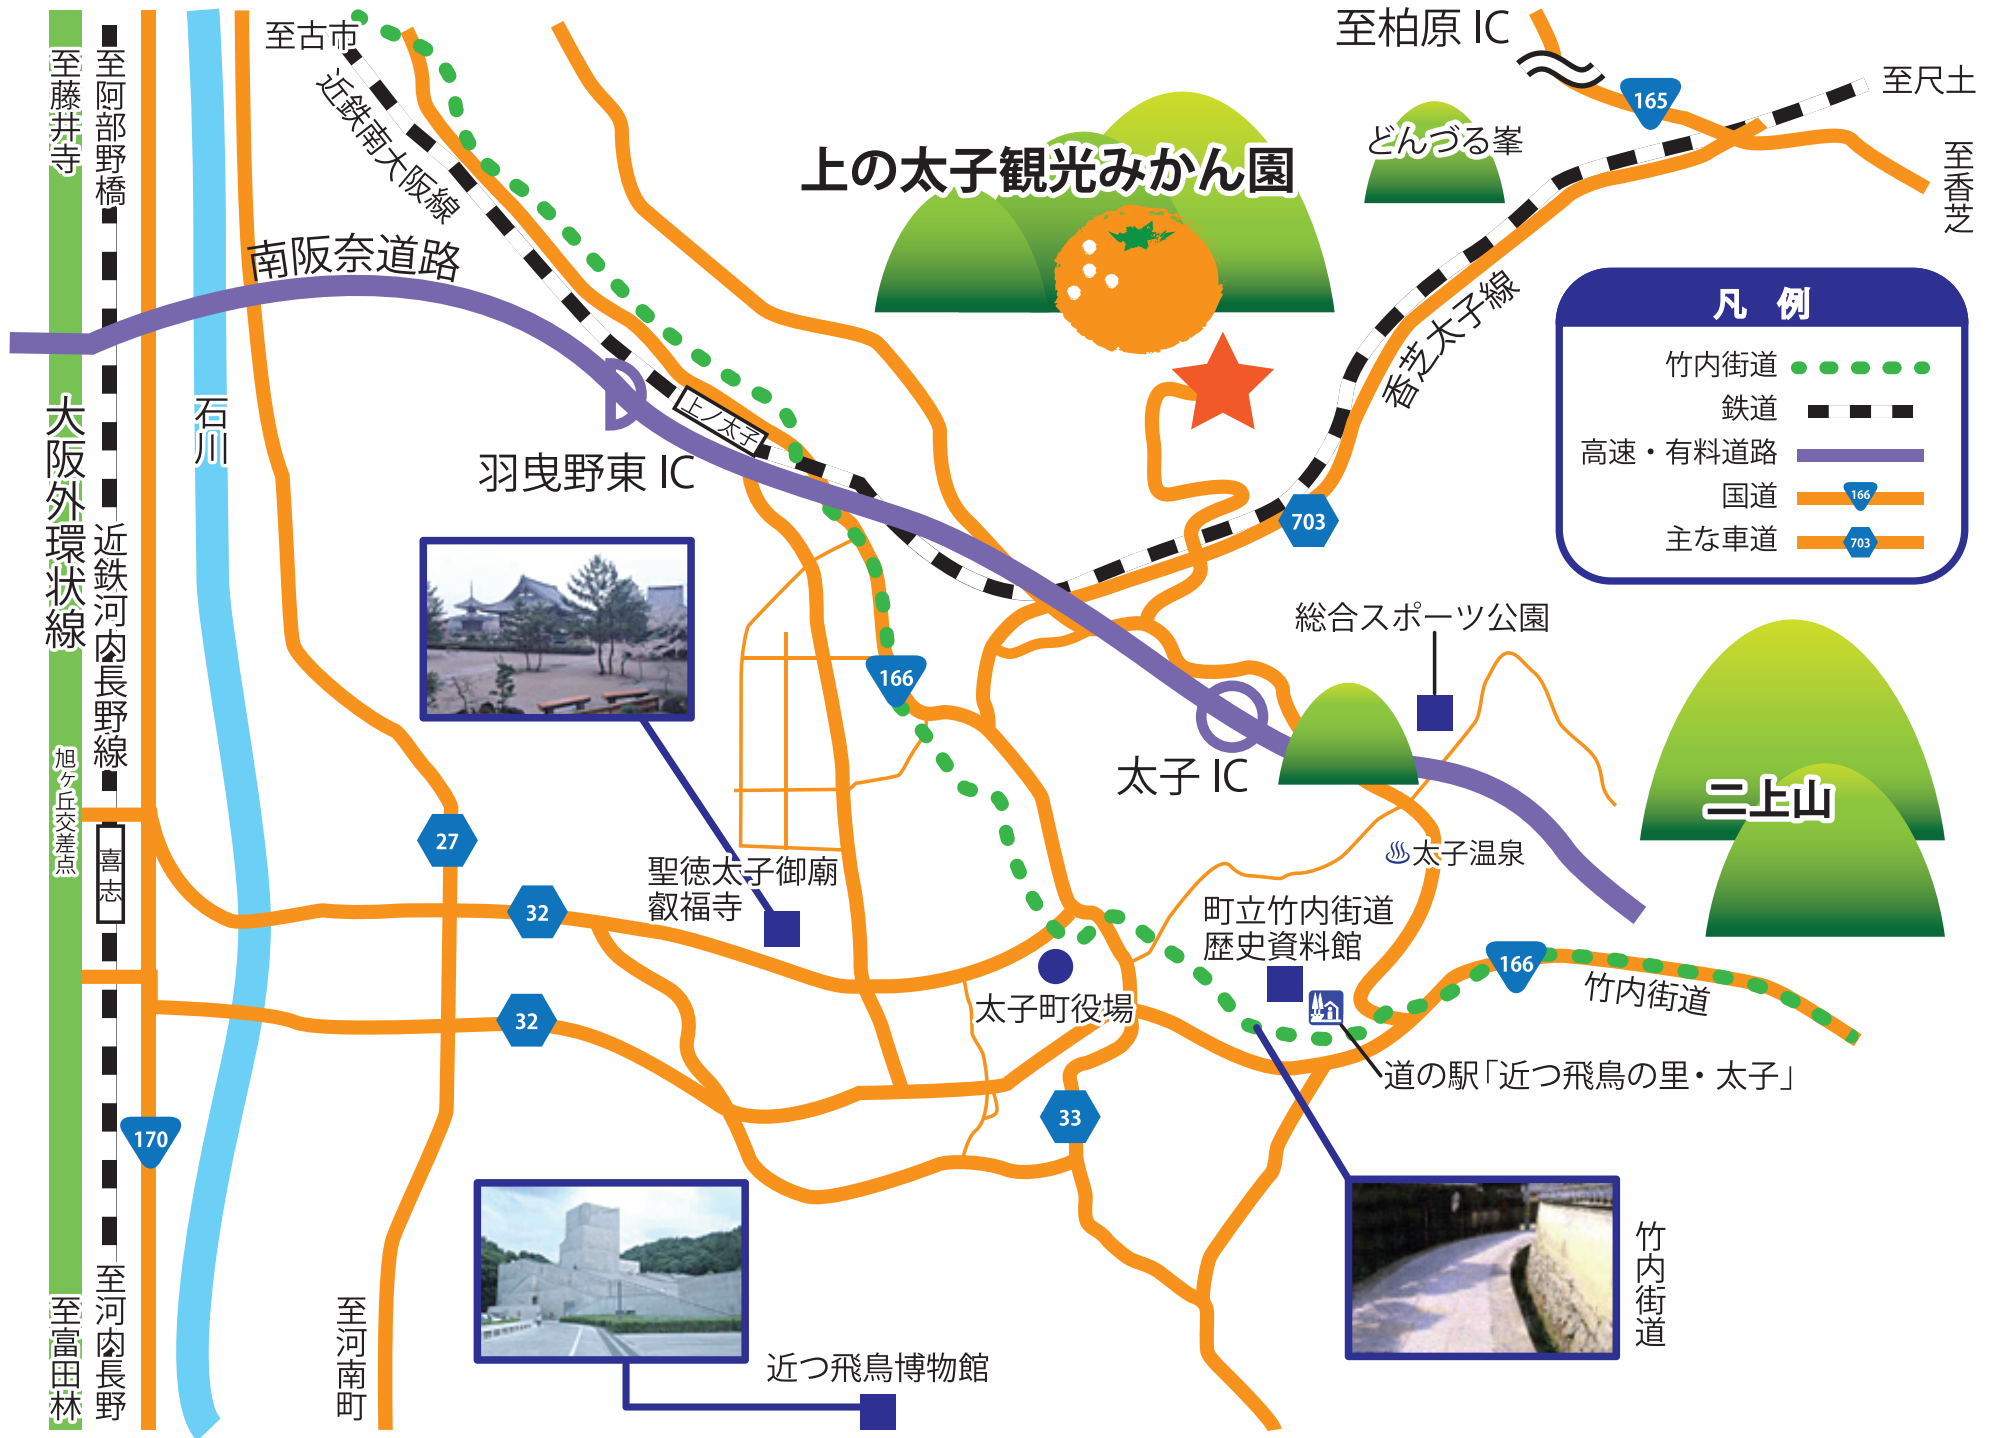 至古市
至藤井寺
至阿部野橋
近鉄南大阪線
南阪奈道路
上の太子観光みかん園
至柏原 IC
165
至尺土
どんづる峯
至香芝
凡 例
竹内街道
鉄道
高速・有料道路
国道
166
主な車道
703
香芝太子線
大阪外環状線
石川
上ノ太子
羽曳野東 IC
703
近鉄河内長野線
総合スポーツ公園
166
太子 IC
二上山
旭ヶ丘交差点
喜志
27
太子温泉
聖徳太子御廟
叡福寺
32
町立竹内街道
歴史資料館
166
竹内街道
太子町役場
32
道の駅「近つ飛鳥の里・太子」
33
170
竹内街道
至富田林
至河内長野
至河南町
近つ飛鳥博物館